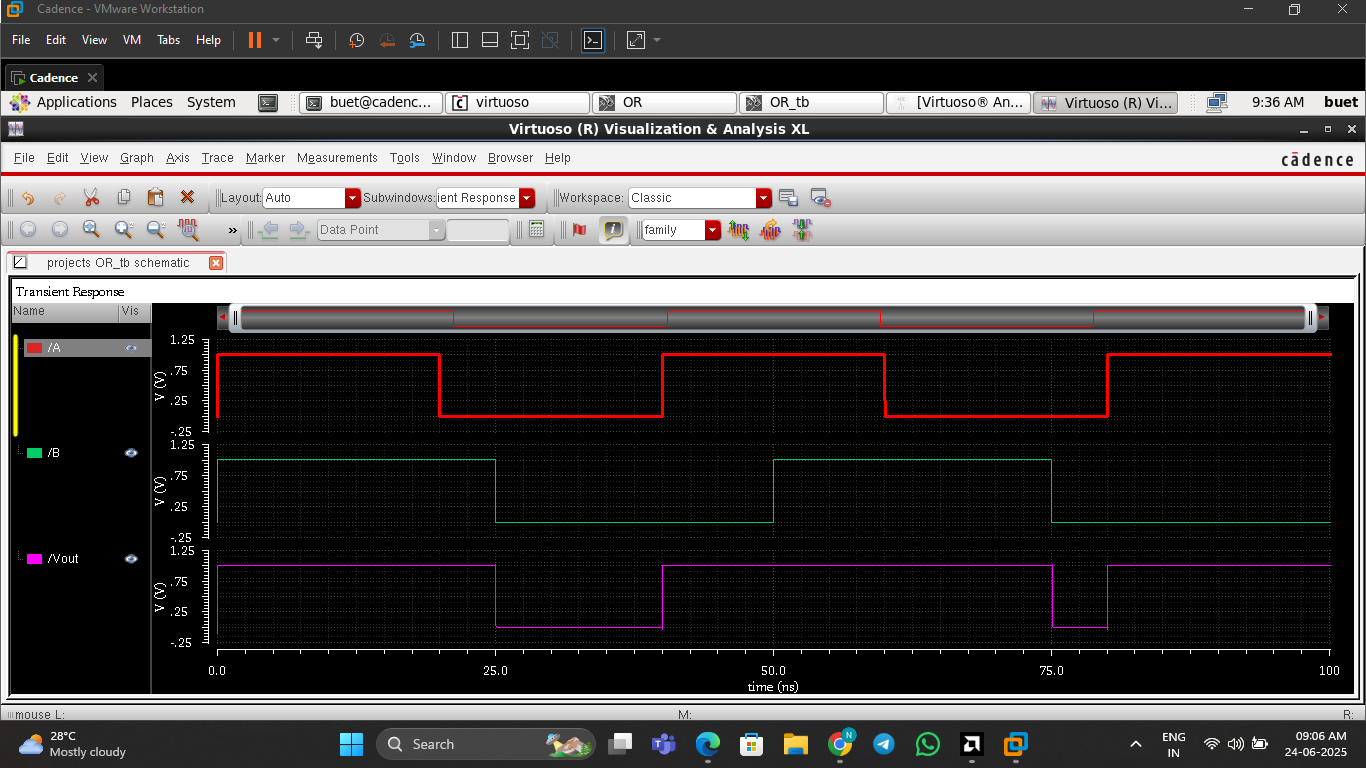 Cadence - VMware Workstation
File Edit View VM Tabs Help
Cadence
Applications Places System buet@cadenc... virtuoso OR OR_tb [Virtuoso® An... Virtuoso (R) Vi... 9:36 AM buet
Virtuoso (R) Visualization & Analysis XL
File Edit View Graph Axis Trace Marker Measurements Tools Window Browser Help
cādence
Layout: Auto Subwindows: ient Response Workspace: Classic
» Data Point family
projects OR_tb schematic
Transient Response
Name Vis
/A
1.25
.75
.25
-.25
V (V)
/B
1.25
.75
.25
-.25
V (V)
/Vout
1.25
.75
.25
-.25
V (V)
0.0 25.0 50.0 75.0 100
time (ns)
mouse L: M: R:
28°C
Mostly cloudy
Search
N
ENG
IN
09:06 AM
24-06-2025